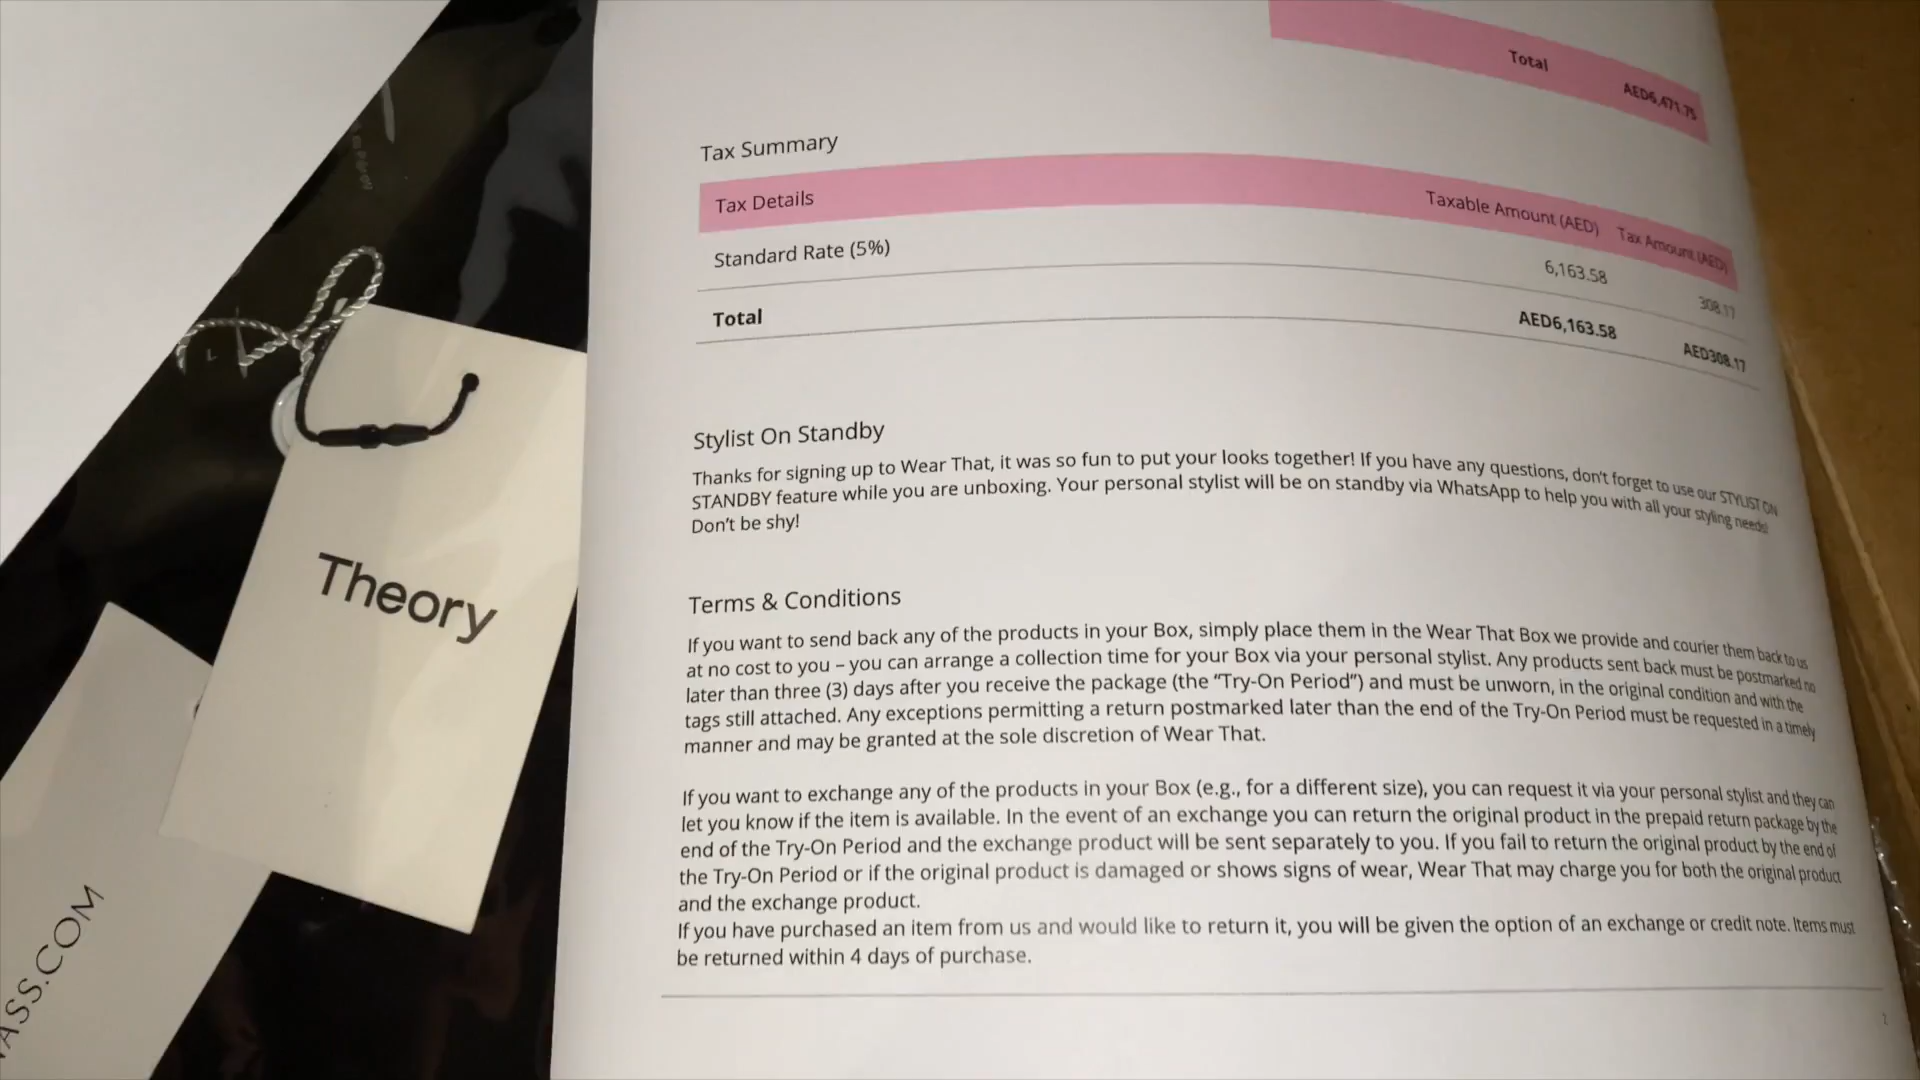 Total AED6,471.75
Tax Summary
Tax Details Taxable Amount (AED) Tax Amount (AED)
Standard Rate (5%) 6,163.58 308.17
Total AED6,163.58 AED308.17
Stylist On Standby
Thanks for signing up to Wear That, it was so fun to put your looks together! If you have any questions, don't forget to use our STYLIST ON
STANDBY feature while you are unboxing. Your personal stylist will be on standby via WhatsApp to help you with all your styling needs!
Don't be shy!
Terms & Conditions
If you want to send back any of the products in your Box, simply place them in the Wear That Box we provide and courier them back to us
at no cost to you – you can arrange a collection time for your Box via your personal stylist. Any products sent back must be postmarked no
later than three (3) days after you receive the package (the “Try-On Period”) and must be unworn, in the original condition and with the
tags still attached. Any exceptions permitting a return postmarked later than the end of the Try-On Period must be requested in a timely
manner and may be granted at the sole discretion of Wear That.
If you want to exchange any of the products in your Box (e.g., for a different size), you can request it via your personal stylist and they can
let you know if the item is available. In the event of an exchange you can return the original product in the prepaid return package by the
end of the Try-On Period and the exchange product will be sent separately to you. If you fail to return the original product by the end of
the Try-On Period or if the original product is damaged or shows signs of wear, Wear That may charge you for both the original product
and the exchange product.
If you have purchased an item from us and would like to return it, you will be given the option of an exchange or credit note. Items must
be returned within 4 days of purchase.
Theory
ASS.COM